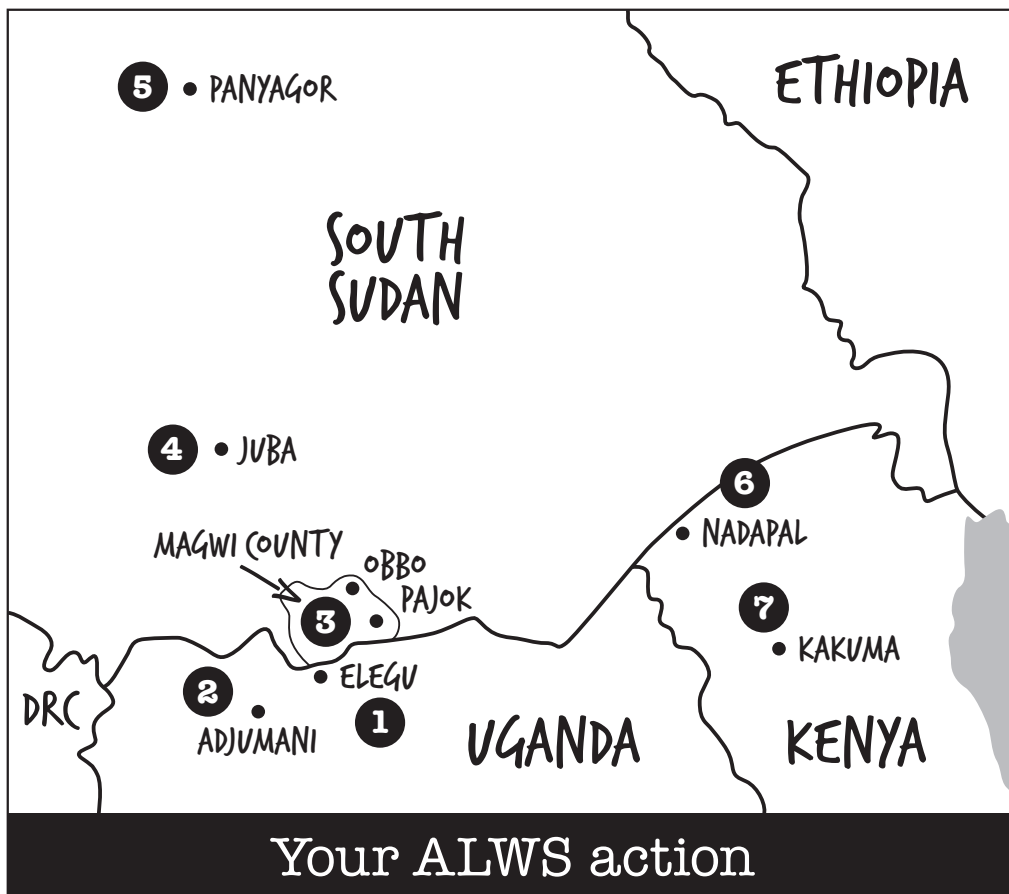 ETHIOPIA
5 PANYAGOR
SOUTH
SUDAN
4 JUBA
6
NADAPAL
MAGWI COUNTY
OBBO
PAJOK
3
7
KAKUMA
ELEGU
2
ADJUMANI
1
DRC
UGANDA
KENYA
Your ALWS action